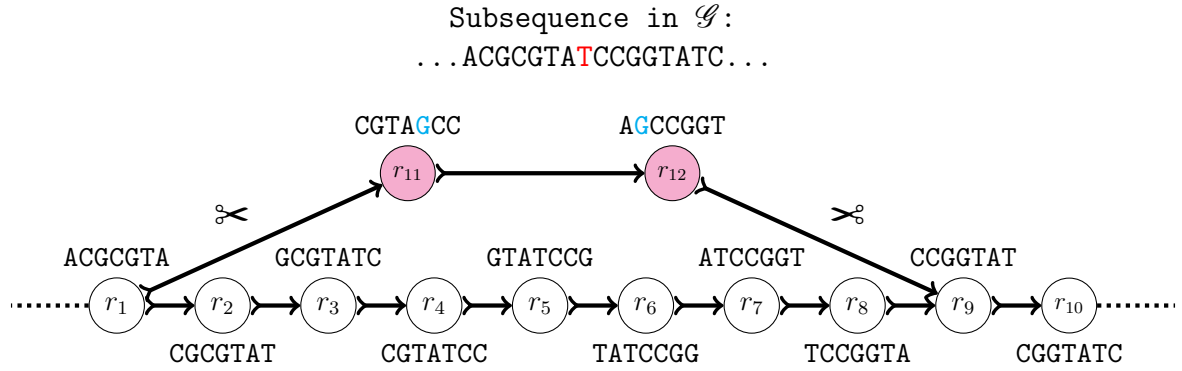 Subsequence in 𝒢:
...ACGCGTATCCGGTATC...
CGTAGCC AGCCGGT
r₁₁ r₁₂
ACGCGTA GCGTATC GTATCCG ATCCGGT CCGGTAT
r₁ r₂ r₃ r₄ r₅ r₆ r₇ r₈ r₉ r₁₀
CGCGTAT CGTATCC TATCCGG TCCGGTA CGGTATC